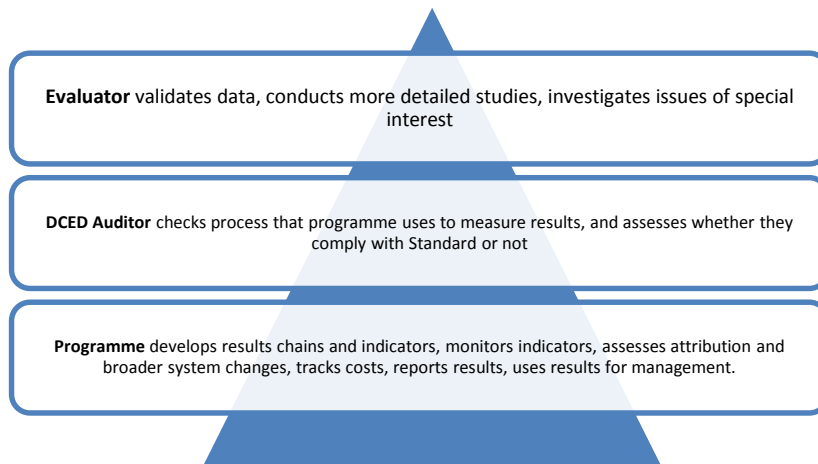 Evaluator validates data, conducts more detailed studies, investigates issues of special
interest
DCED Auditor checks process that programme uses to measure results, and assesses whether they
comply with Standard or not
Programme develops results chains and indicators, monitors indicators, assesses attribution and
broader system changes, tracks costs, reports results, uses results for management.